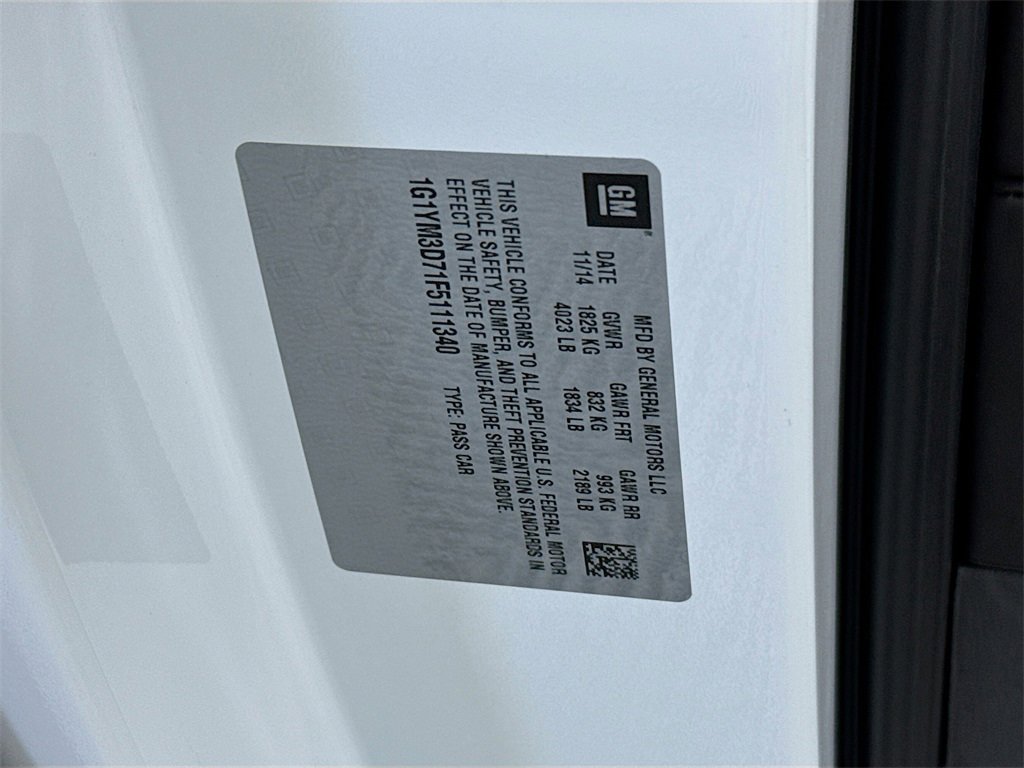 GM
MFD BY GENERAL MOTORS LLC
DATE GVWR GAWR FRT GAWR RR
11/14 1825 KG 832 KG 993 KG
4023 LB 1834 LB 2189 LB
THIS VEHICLE CONFORMS TO ALL APPLICABLE U.S. FEDERAL MOTOR
VEHICLE SAFETY, BUMPER, AND THEFT PREVENTION STANDARDS IN
EFFECT ON THE DATE OF MANUFACTURE SHOWN ABOVE.
1G1YM3D71F5111340 TYPE: PASS CAR